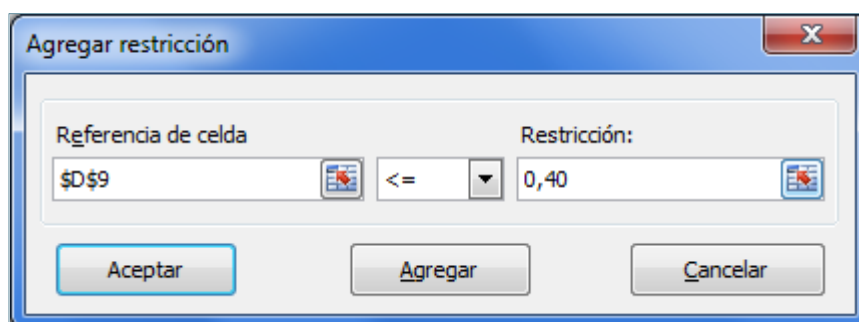 Agregar restricción
x
Referencia de celda Restricción:
$D$9 <= 0,40
Aceptar Agregar Cancelar